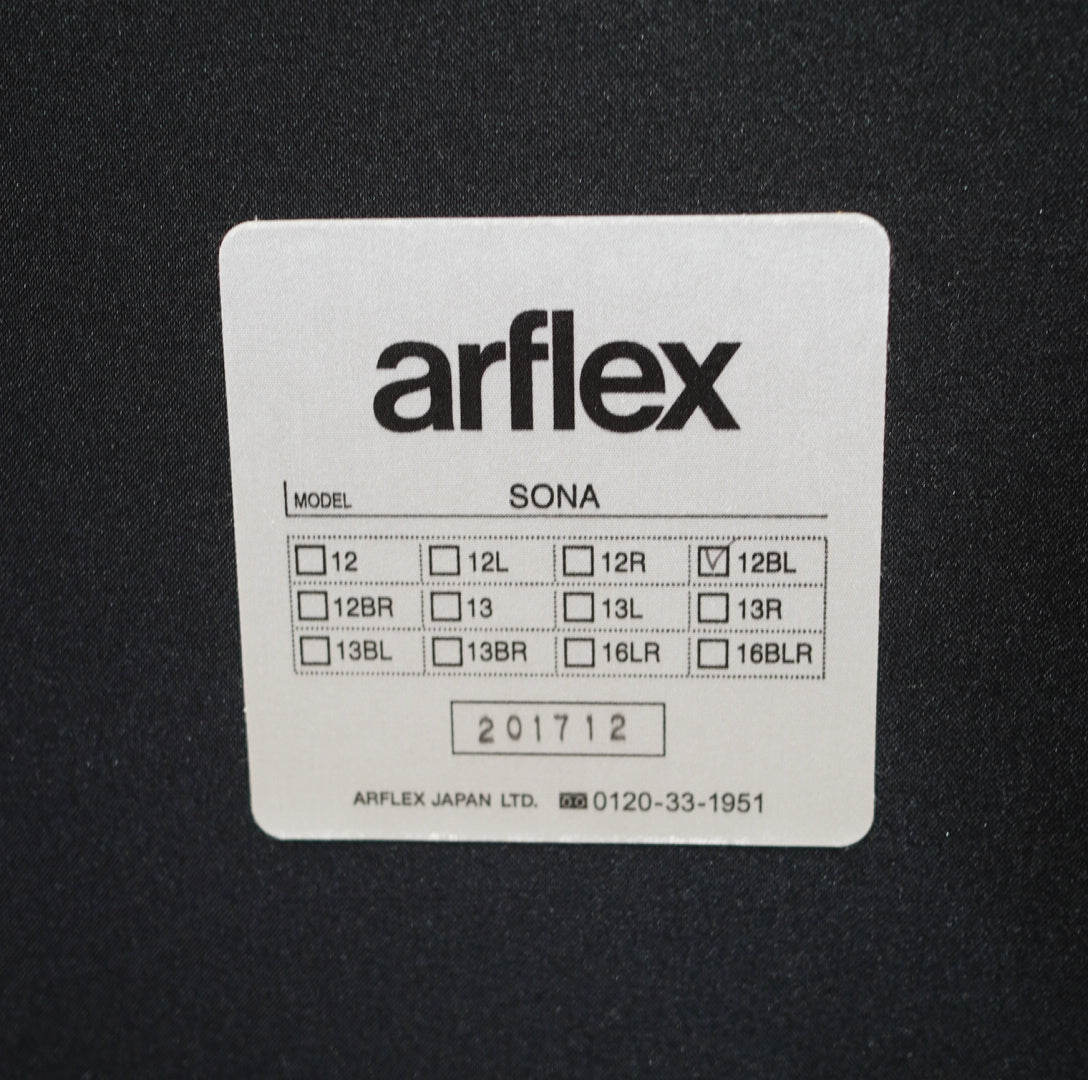 arflex
MODEL SONA
☐12 ☐12L ☐12R ☑12BL
☐12BR ☐13 ☐13L ☐13R
☐13BL ☐13BR ☐16LR ☐16BLR
201712
ARFLEX JAPAN LTD. 0120-33-1951